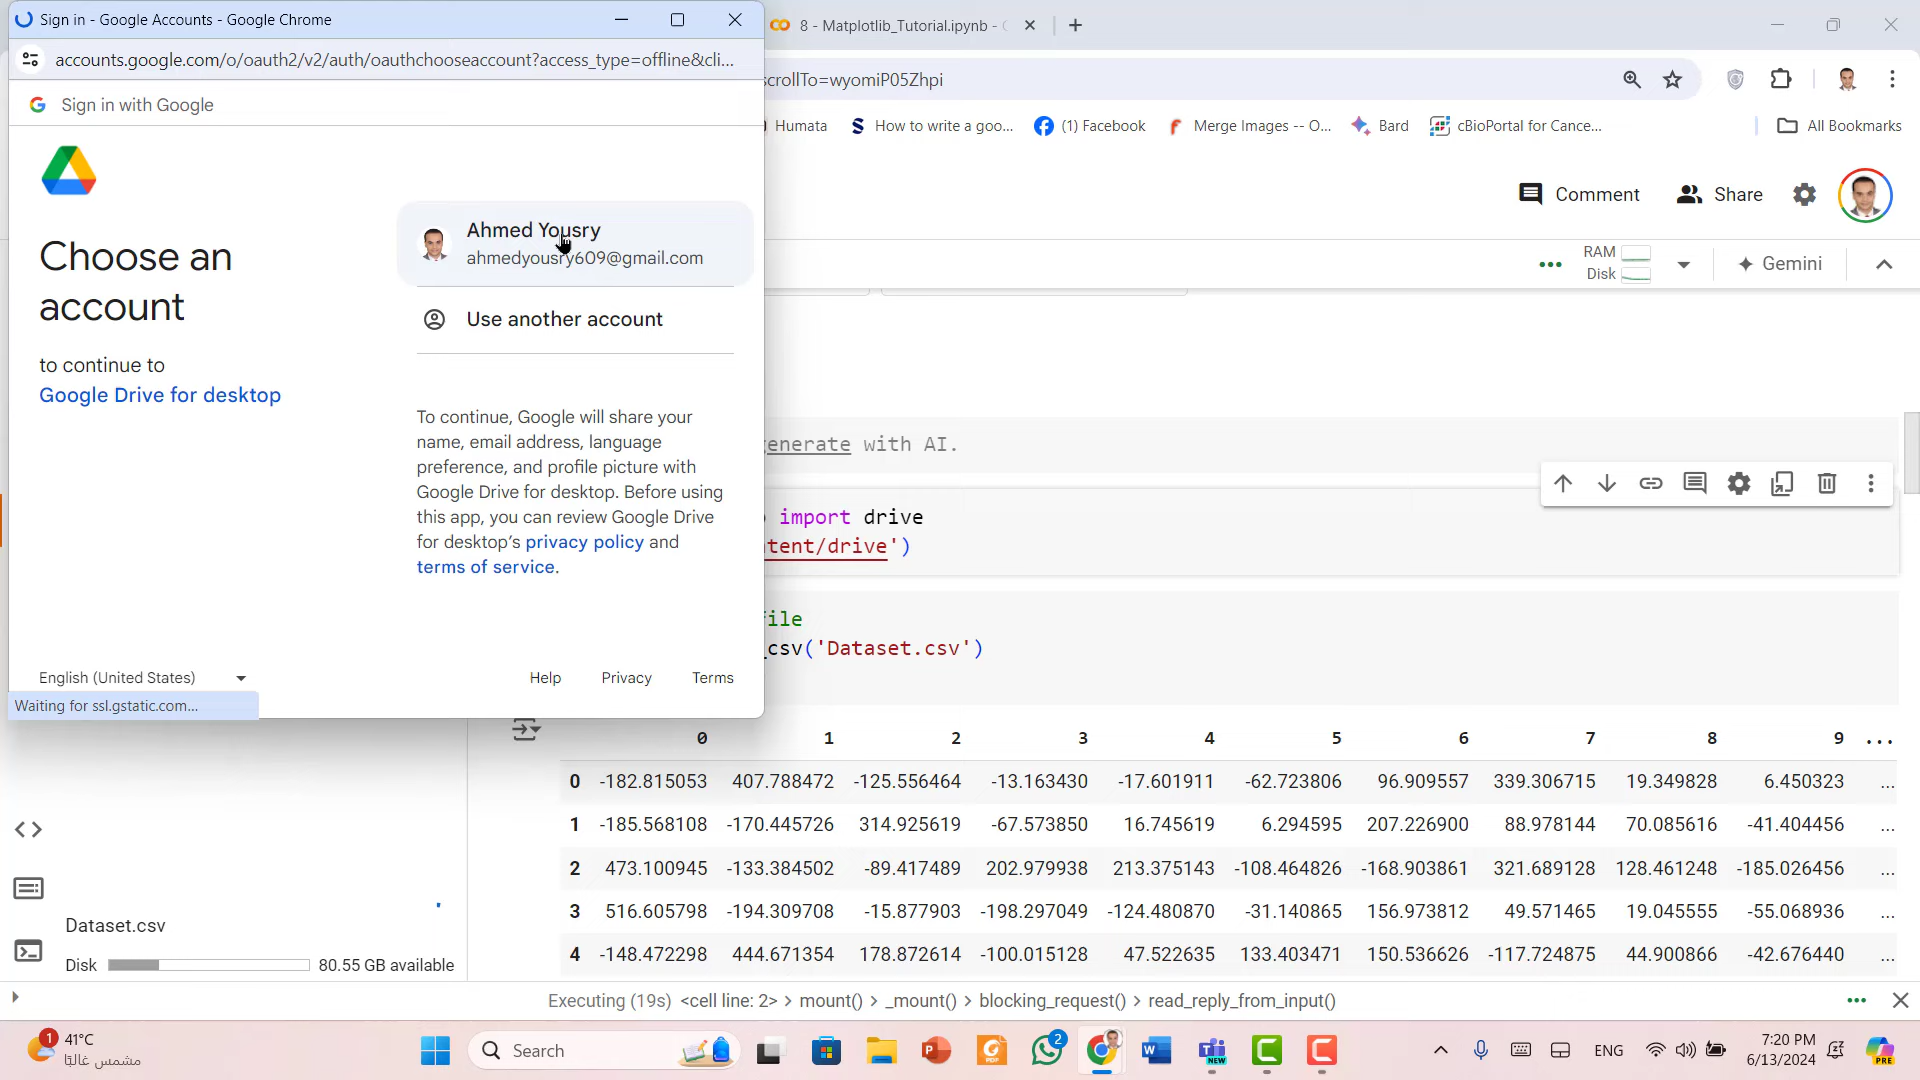 Sign in - Google Accounts - Google Chrome
8 - Matplotlib_Tutorial.ipynb -
accounts.google.com/o/oauth2/v2/auth/oauthchooseaccount?access_type=offline&cli...
scrollTo=wyomiP05Zhpi
Sign in with Google
Humata
How to write a goo...
(1) Facebook
Merge Images -- O...
Bard
cBioPortal for Cance...
All Bookmarks
Comment
Share
Choose an
account
to continue to
Google Drive for desktop
Ahmed Yousry
ahmedyousry609@gmail.com
Use another account
To continue, Google will share your
name, email address, language
preference, and profile picture with
Google Drive for desktop. Before using
this app, you can review Google Drive
for desktop's privacy policy and
terms of service.
English (United States)
Help
Privacy
Terms
Waiting for ssl.gstatic.com...
RAM
Disk
Gemini
enerate with AI.
import drive
tent/drive')
file
_csv('Dataset.csv')
0 1 2 3 4 5 6 7 8 9 ...
0 -182.815053 407.788472 -125.556464 -13.163430 -17.601911 -62.723806 96.909557 339.306715 19.349828 6.450323 ...
1 -185.568108 -170.445726 314.925619 -67.573850 16.745619 6.294595 207.226900 88.978144 70.085616 -41.404456 ...
2 473.100945 -133.384502 -89.417489 202.979938 213.375143 -108.464826 -168.903861 321.689128 128.461248 -185.026456 ...
3 516.605798 -194.309708 -15.877903 -198.297049 -124.480870 -31.140865 156.973812 49.571465 19.045555 -55.068936 ...
4 -148.472298 444.671354 178.872614 -100.015128 47.522635 133.403471 150.536626 -117.724875 44.900866 -42.676440 ...
Dataset.csv
Disk
80.55 GB available
Executing (19s) <cell line: 2> > mount() > _mount() > blocking_request() > read_reply_from_input()
1
41°C
مشمس غالبًا
Search
2
NEW
ENG
7:20 PM
6/13/2024
PRE